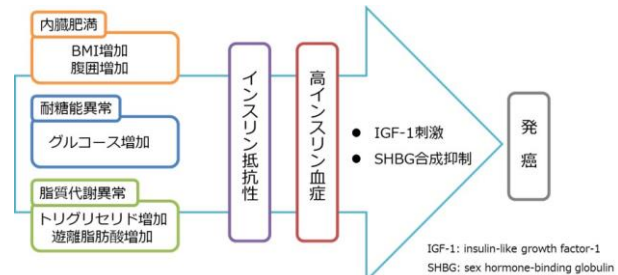 内臓肥満
BMI増加
腹囲増加
耐糖能異常
グルコース増加
脂質代謝異常
トリグリセリド増加
遊離脂肪酸増加
インスリン抵抗性
高インスリン血症
● IGF-1刺激
● SHBG合成抑制
発癌
IGF-1: insulin-like growth factor-1
SHBG: sex hormone-binding globulin